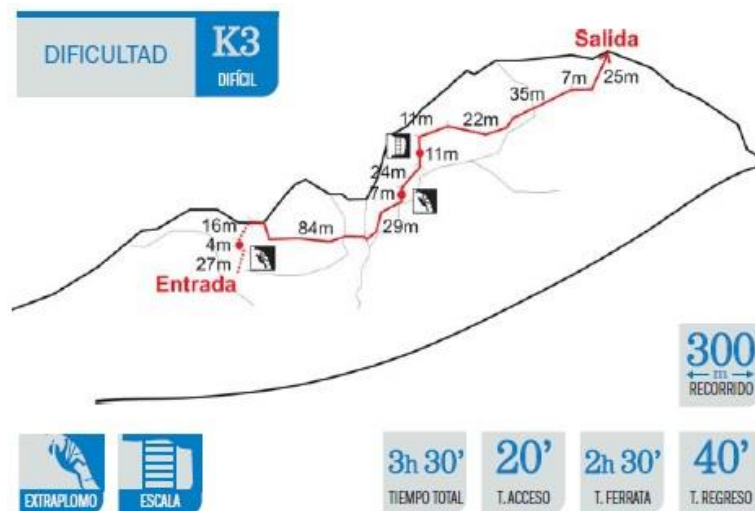 DIFICULTAD
K3
DIFÍCIL
Salida
7m
25m
35m
11m
22m
11m
24m
7m
16m
84m
29m
4m
27m
Entrada
300
m
RECORRIDO
EXTRAPLOMO
ESCALA
3h 30'
TIEMPO TOTAL
20'
T. ACCESO
2h 30'
T. FERRATA
40'
T. REGRESO